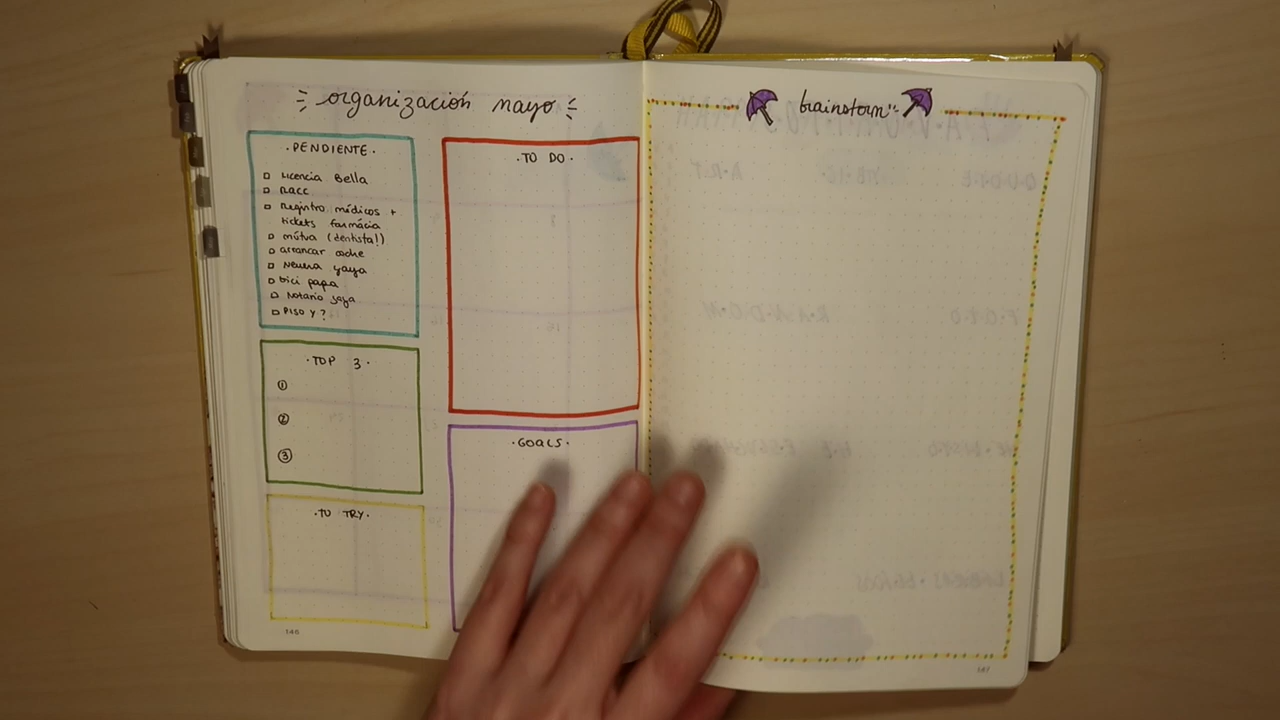 organización mayo
· PENDIENTE ·
Licencia Bella
RACC
Registro médicos +
tickets farmácia
mútua (dentista!)
arrancar coche
Nevera yaya
bici papa
Notario yaya
PISO Y ?
· TOP 3 ·
1
2
3
· TO TRY ·
146
· TO DO ·
· GOALS ·
brainstorm
147